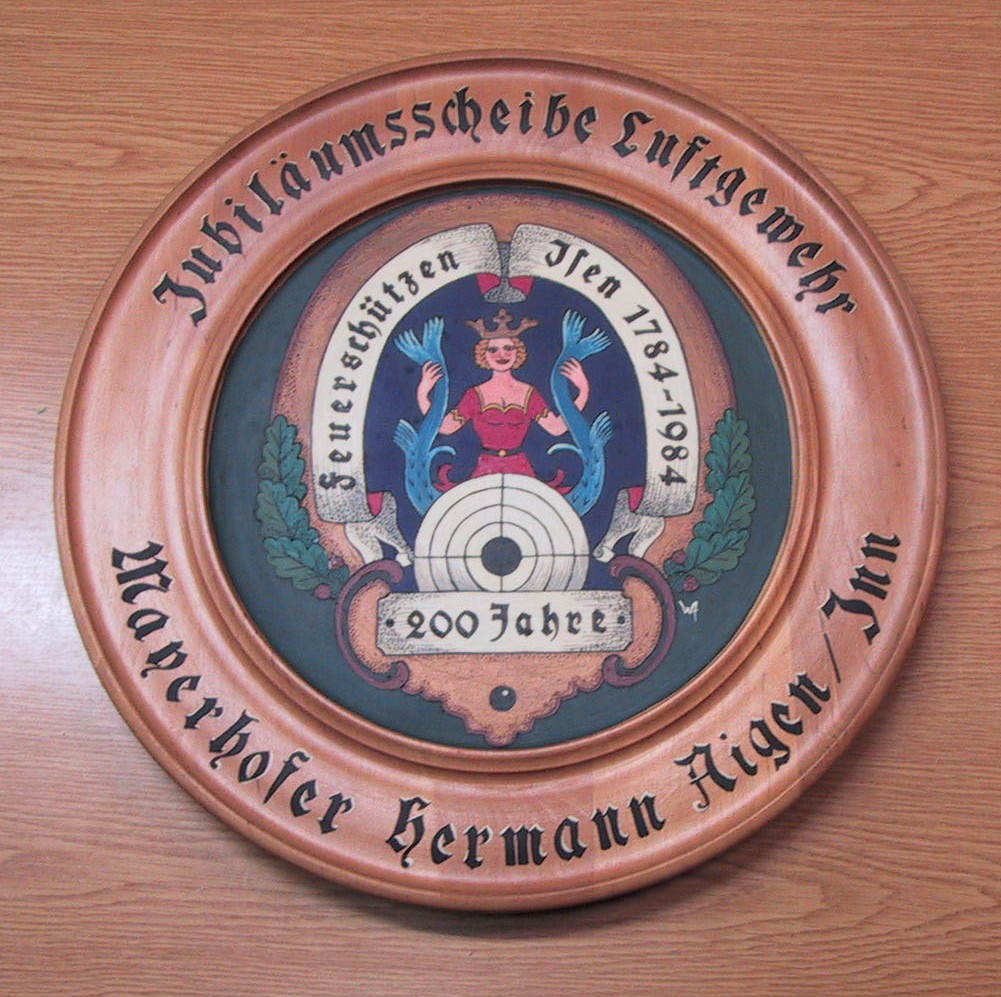 Jubiläumsscheibe Luftgewehr
Feuerschützen Isen 1784-1984
·200 Jahre·
Mayerhofer Hermann Aigen/Inn